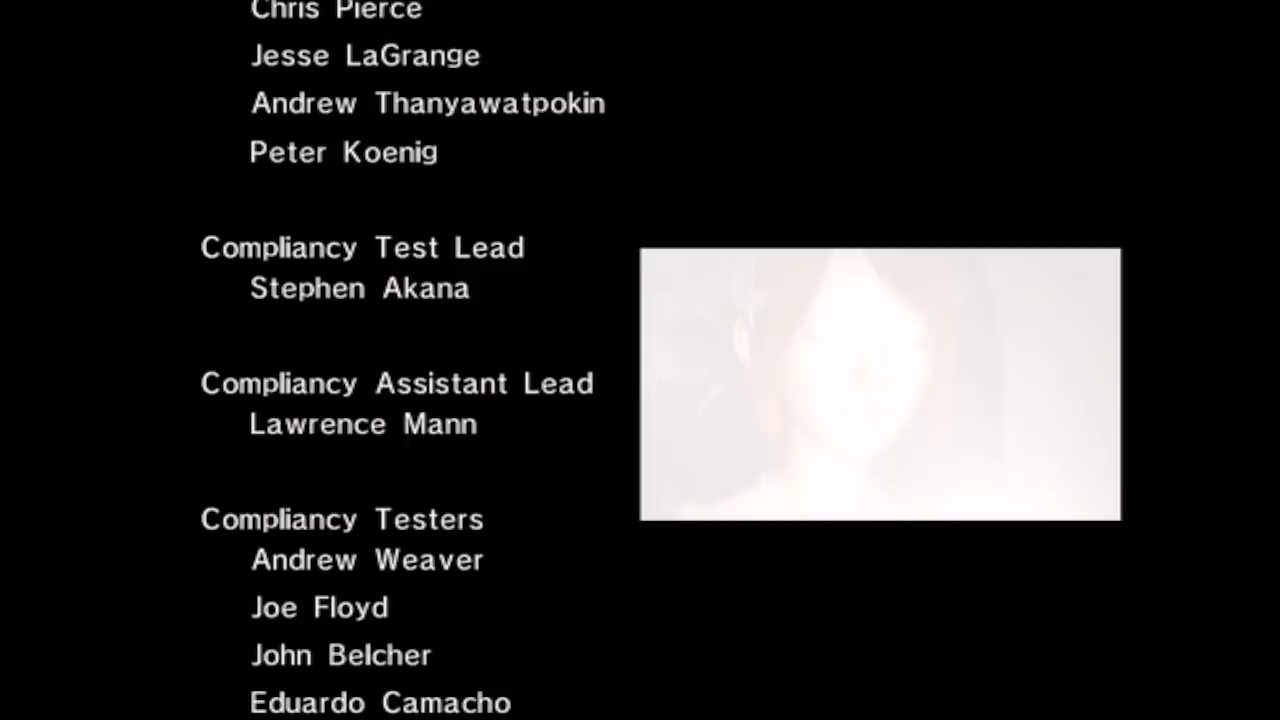 Chris Pierce
Jesse LaGrange
Andrew Thanyawatpokin
Peter Koenig
Compliancy Test Lead
Stephen Akana
Compliancy Assistant Lead
Lawrence Mann
Compliancy Testers
Andrew Weaver
Joe Floyd
John Belcher
Eduardo Camacho